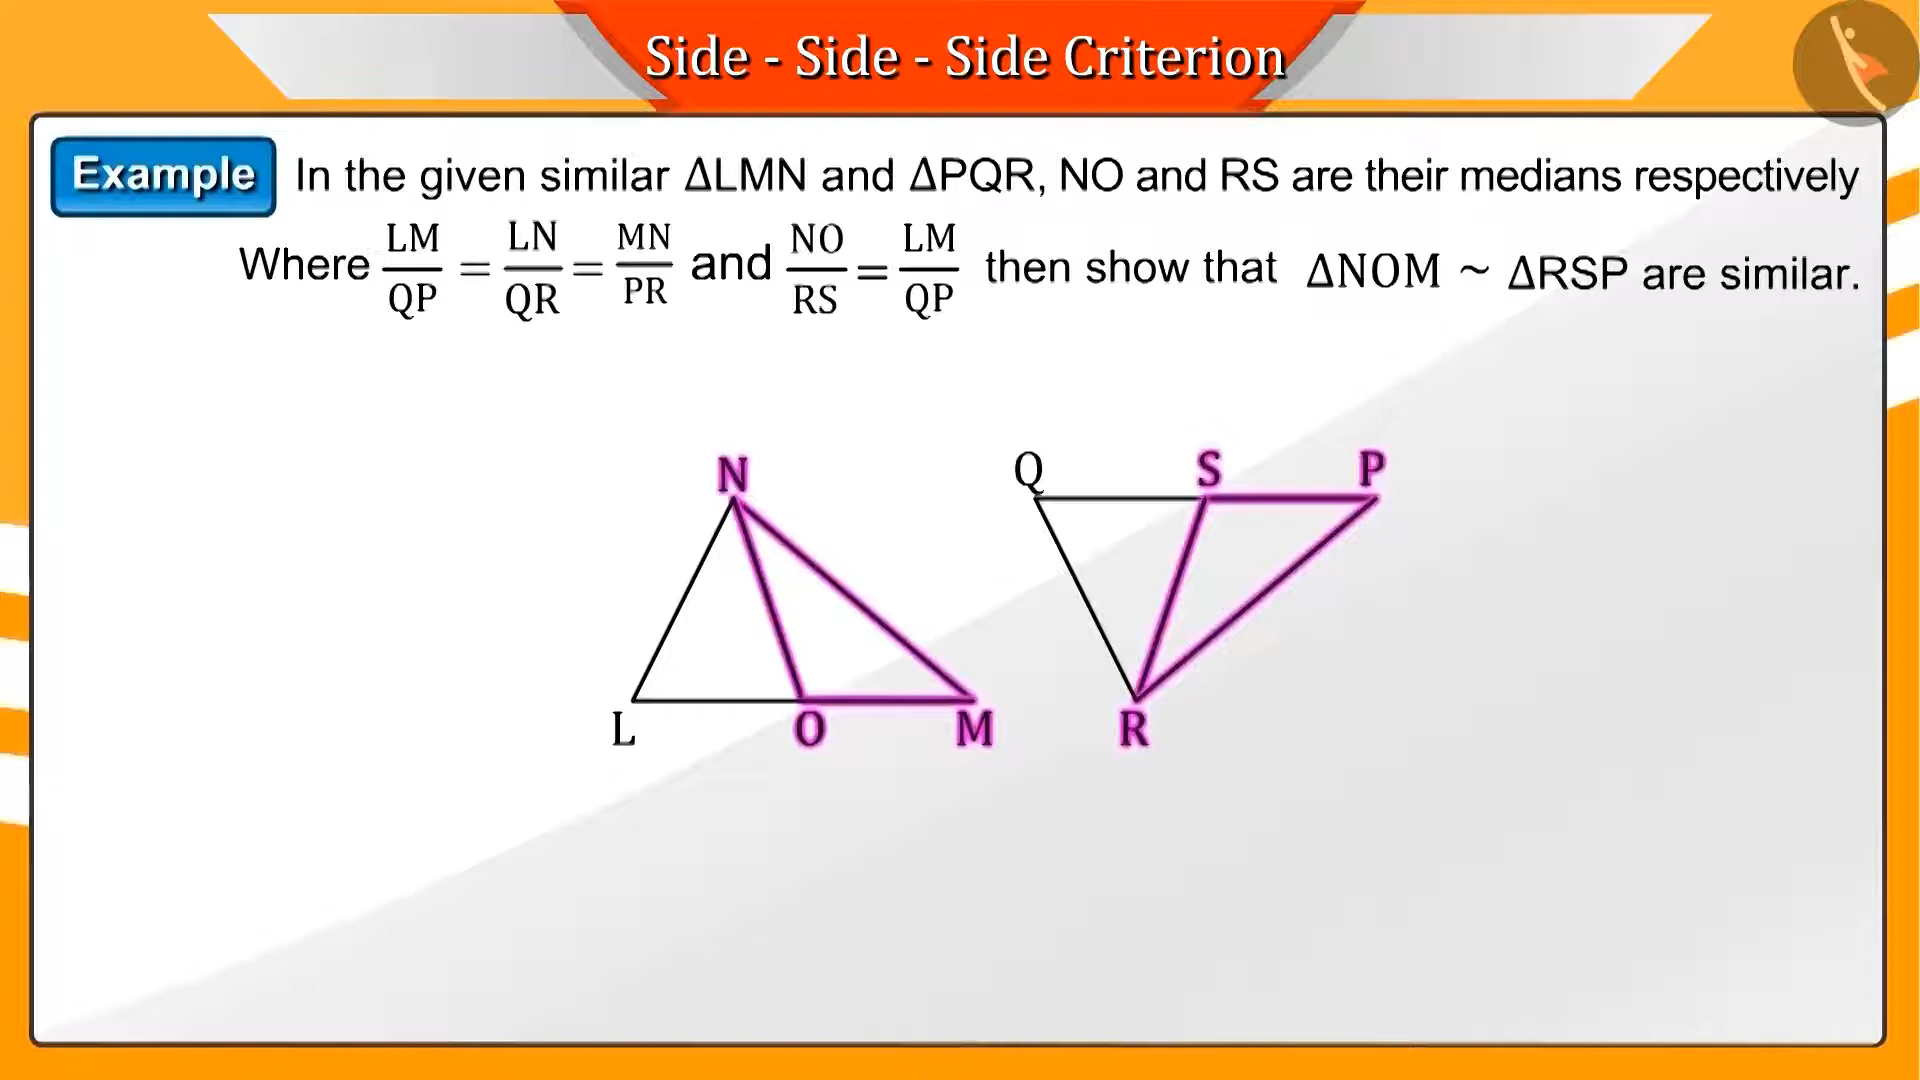 Side - Side - Side Criterion
Example In the given similar ΔLMN and ΔPQR, NO and RS are their medians respectively
Where LM/QP = LN/QR = MN/PR and NO/RS = LM/QP then show that ΔNOM ~ ΔRSP are similar.
N Q S P
L O M R